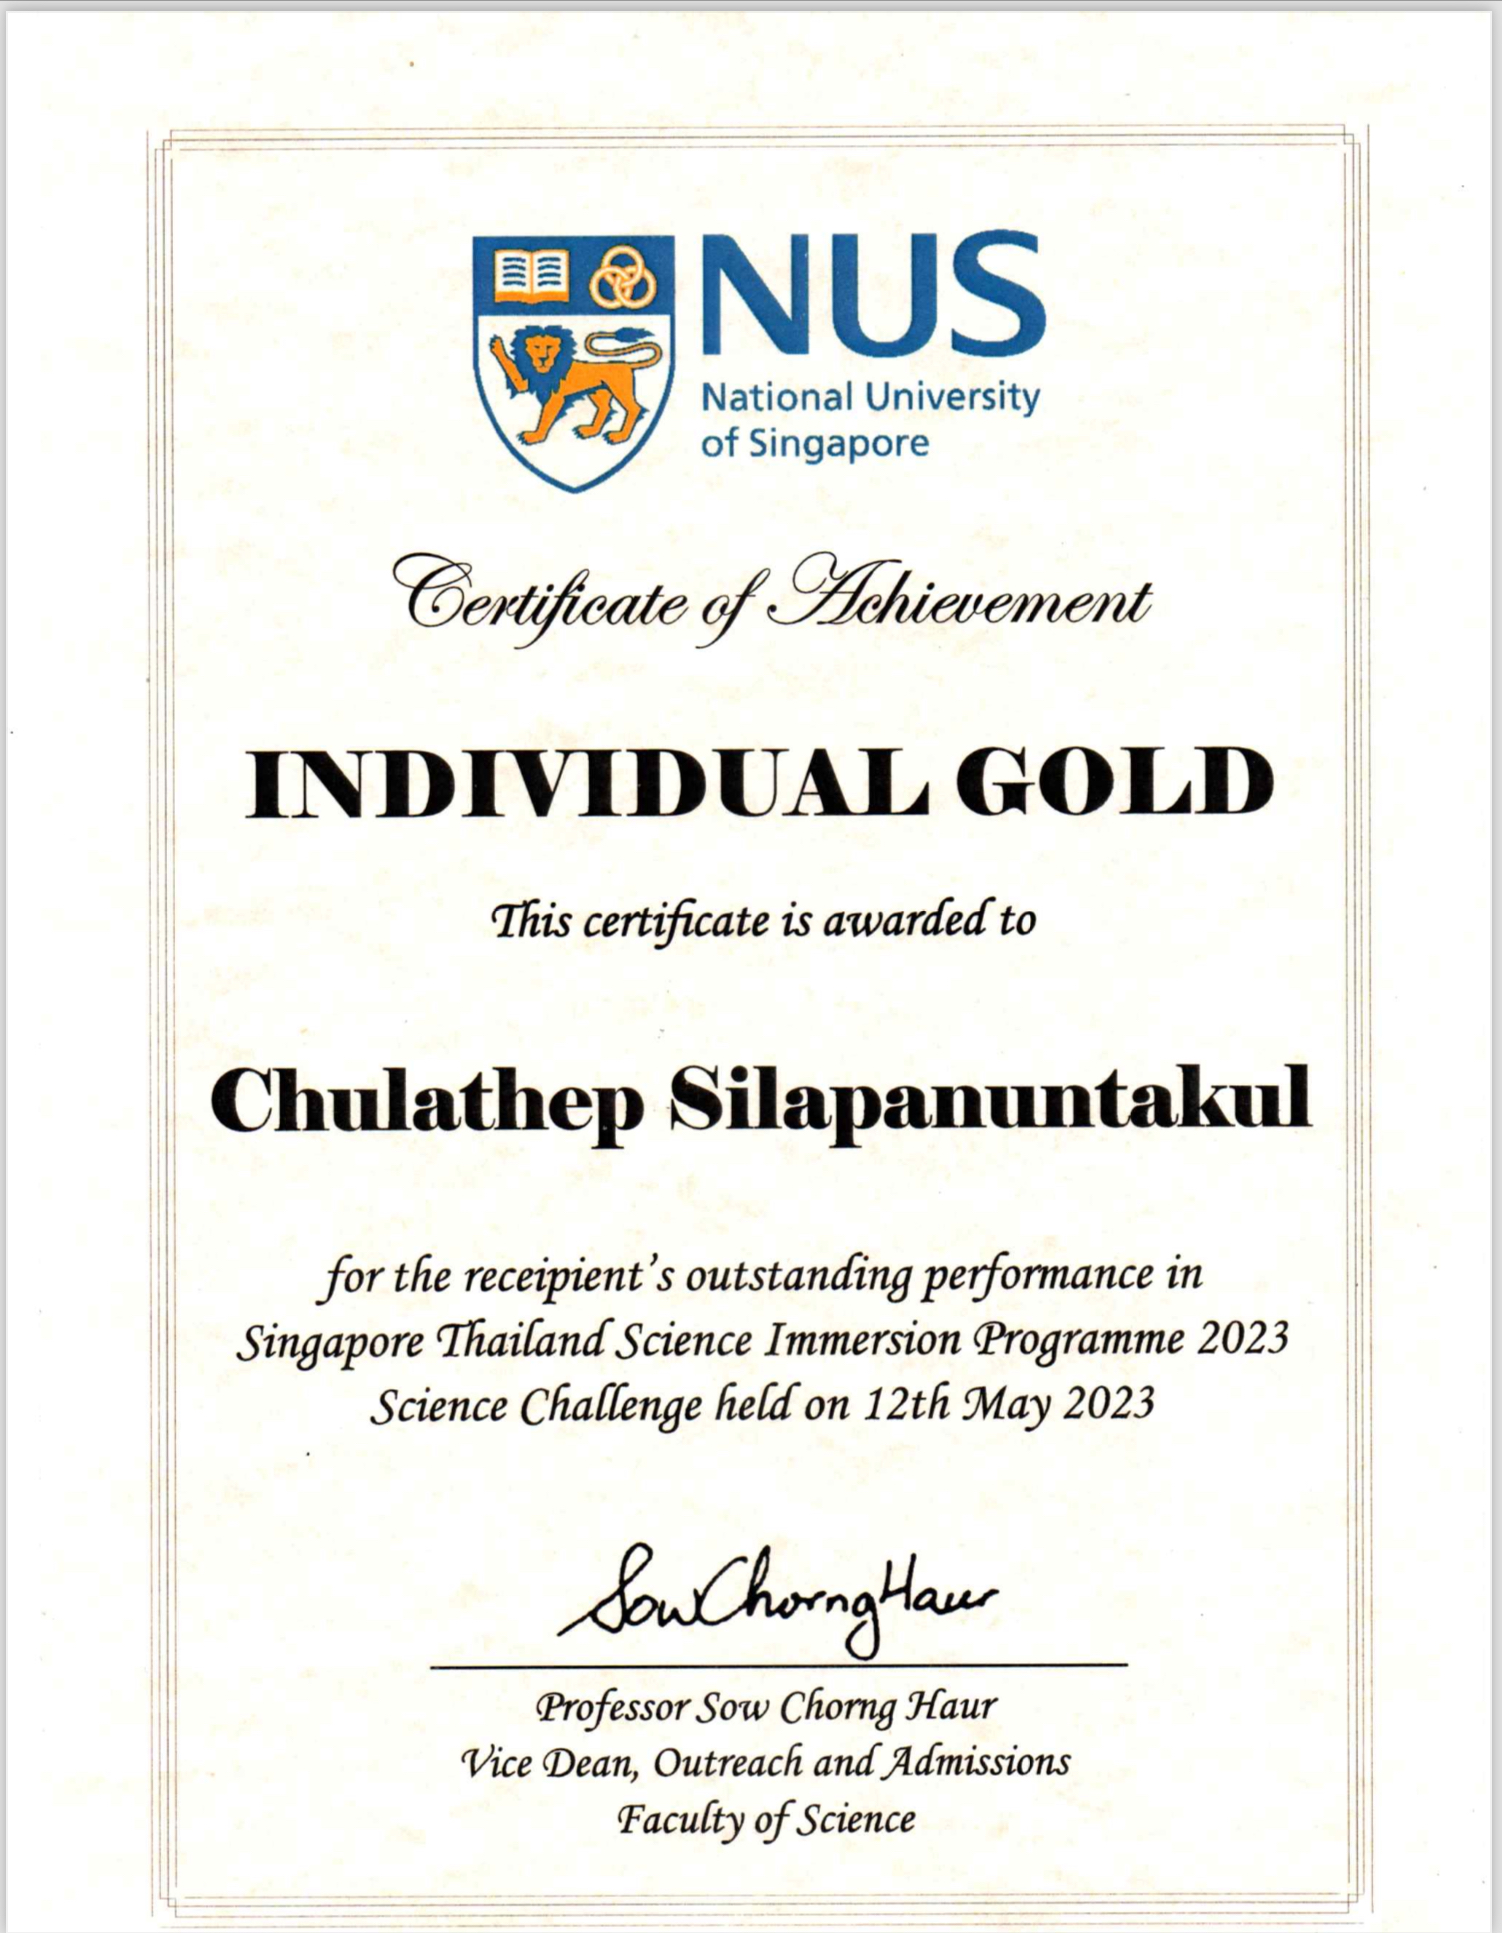 NUS
National University
of Singapore
Certificate of Achievement
INDIVIDUAL GOLD
This certificate is awarded to
Chulathep Silapanuntakul
for the receipient's outstanding performance in
Singapore Thailand Science Immersion Programme 2023
Science Challenge held on 12th May 2023
Sow Chorng Haur
Professor Sow Chorng Haur
Vice Dean, Outreach and Admissions
Faculty of Science